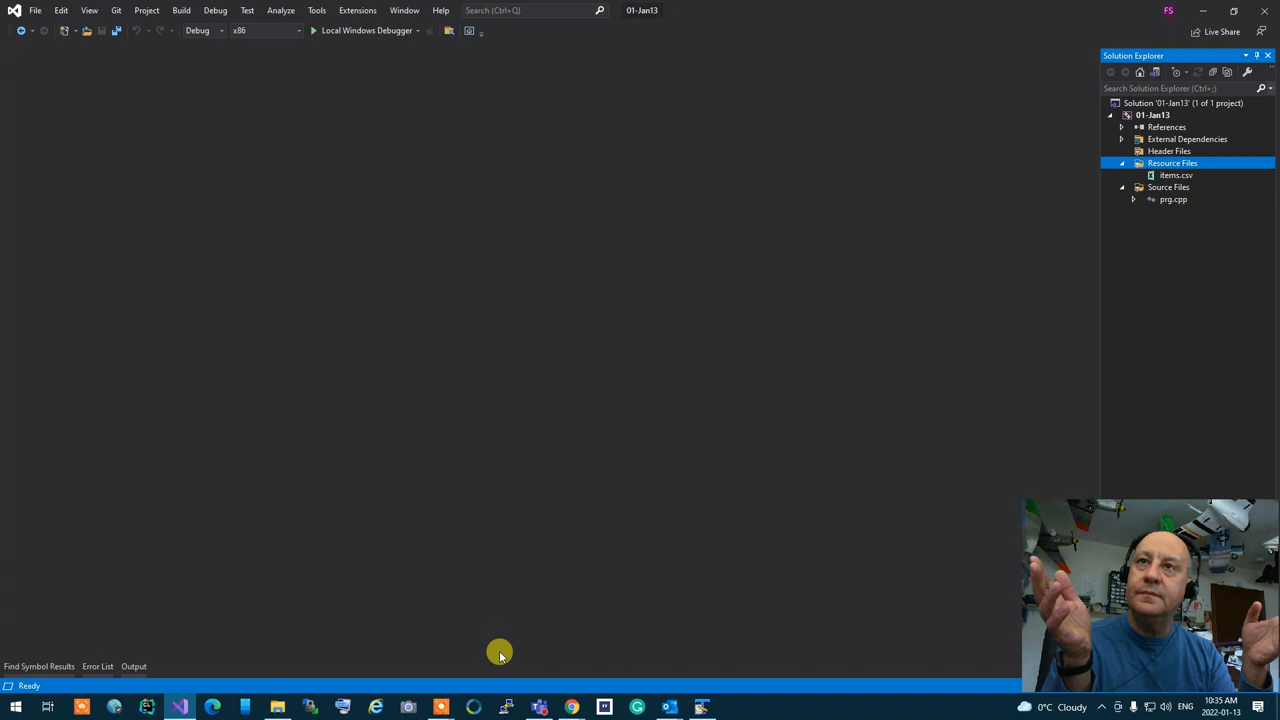 File Edit View Git Project Build Debug Test Analyze Tools Extensions Window Help Search (Ctrl+Q) 01-Jan13 FS
Debug x86 Local Windows Debugger Live Share
Solution Explorer
Search Solution Explorer (Ctrl+;)
Solution '01-Jan13' (1 of 1 project)
01-Jan13
References
External Dependencies
Header Files
Resource Files
items.csv
Source Files
prg.cpp
Find Symbol Results Error List Output
Ready
0°C Cloudy ENG 10:35 AM
2022-01-13